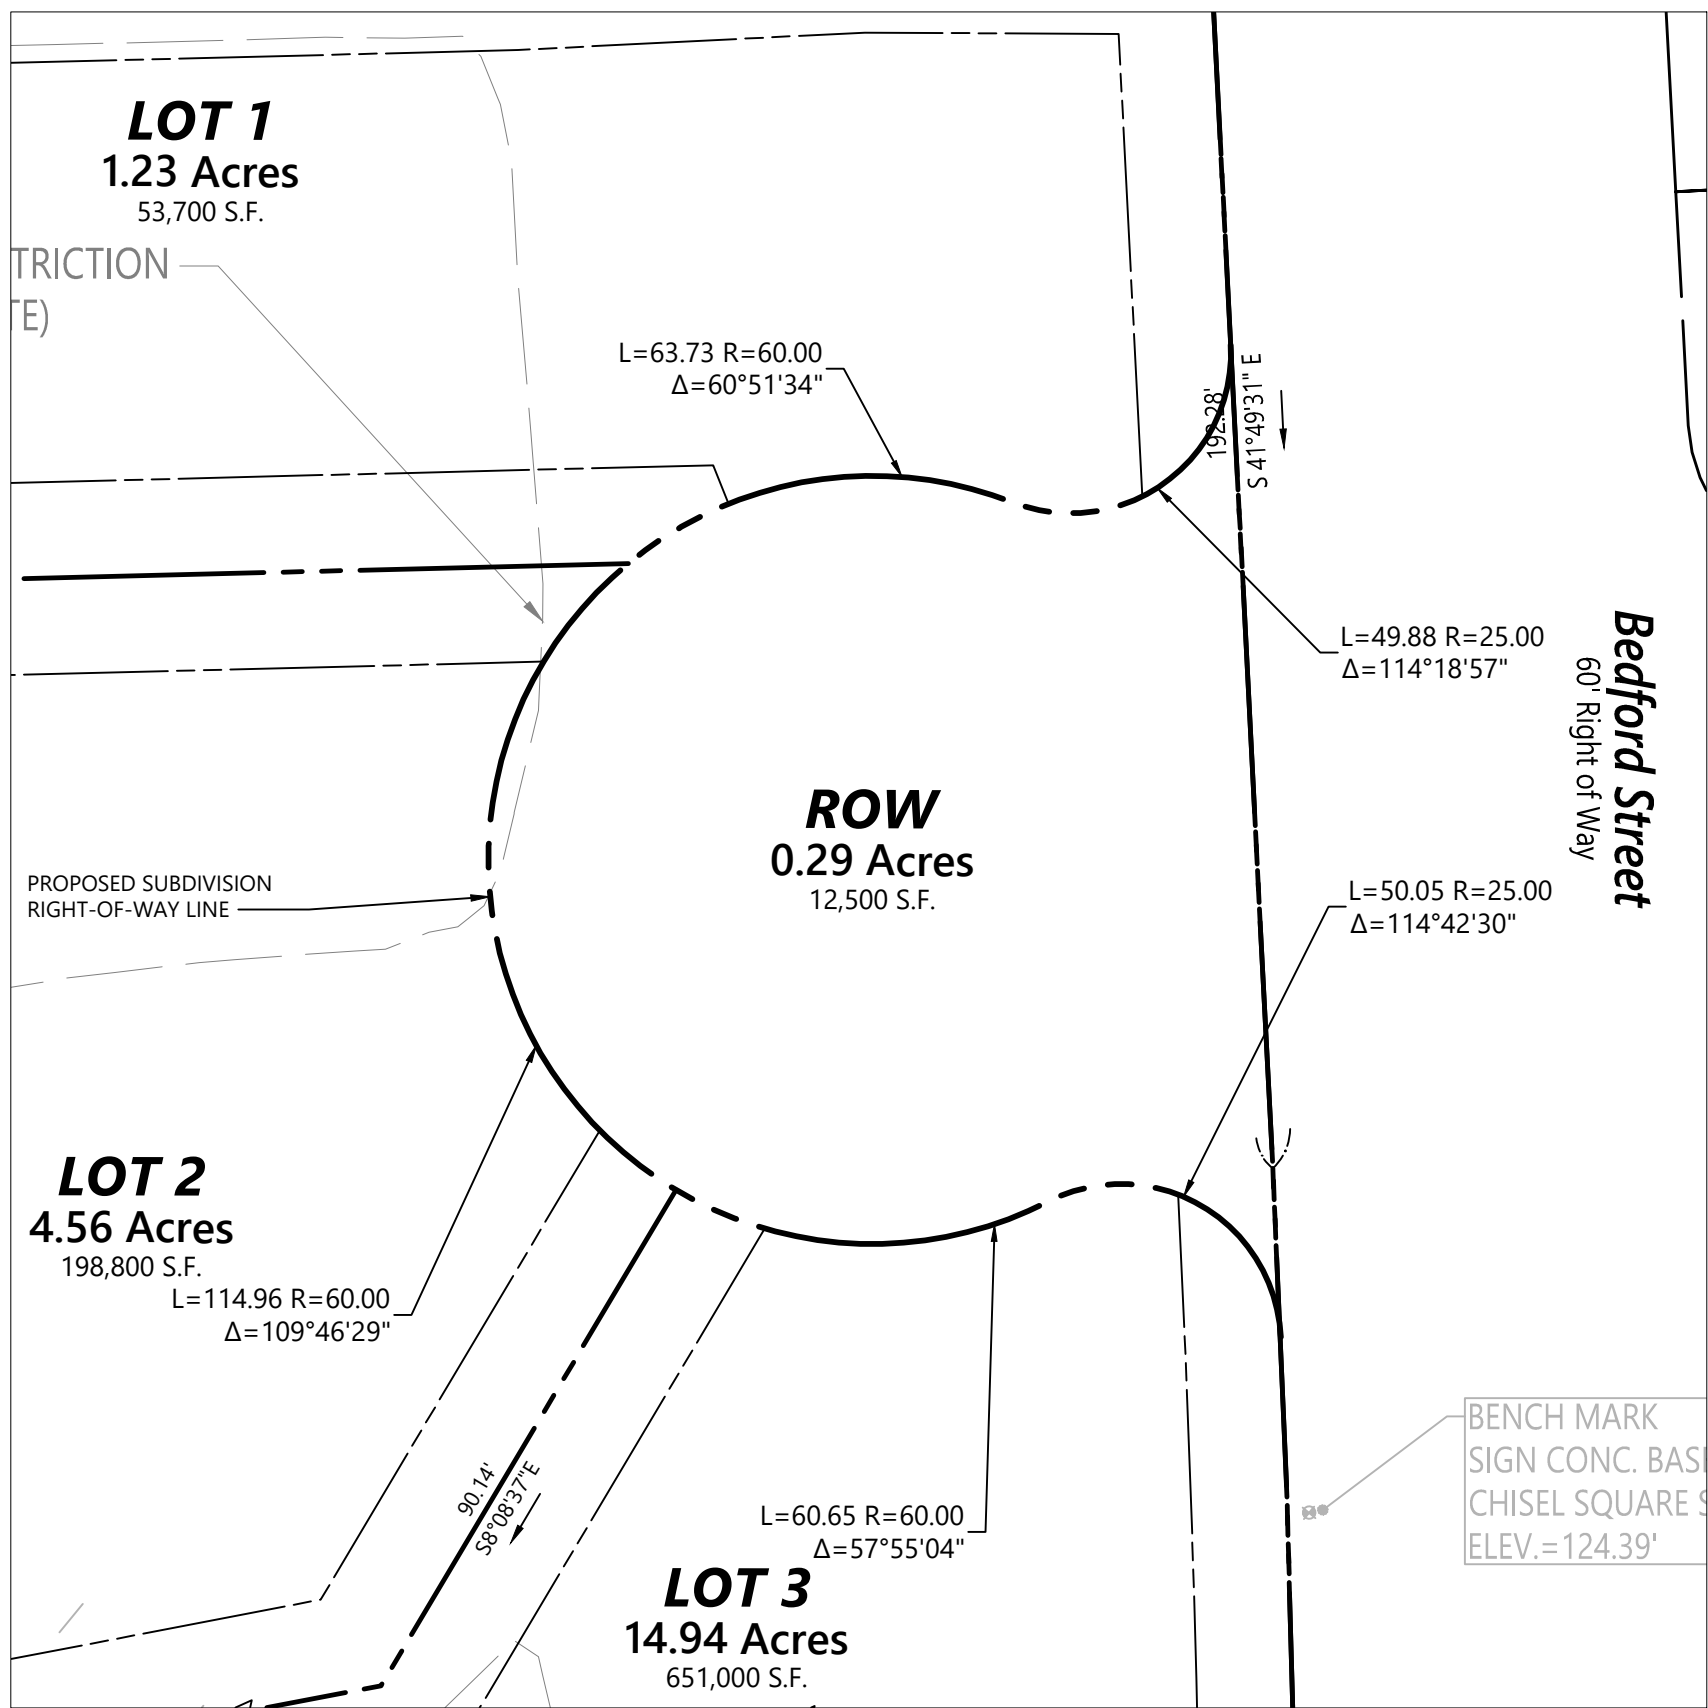 LOT 1
1.23 Acres
53,700 S.F.
TRICTION
TE)
L=63.73 R=60.00
Δ=60°51'34"
192.28'
S 41°49'31" E
L=49.88 R=25.00
Δ=114°18'57"
Bedford Street
60' Right of Way
ROW
0.29 Acres
12,500 S.F.
PROPOSED SUBDIVISION
RIGHT-OF-WAY LINE
L=50.05 R=25.00
Δ=114°42'30"
LOT 2
4.56 Acres
198,800 S.F.
L=114.96 R=60.00
Δ=109°46'29"
90.14'
S8°08'37"E
L=60.65 R=60.00
Δ=57°55'04"
LOT 3
14.94 Acres
651,000 S.F.
BENCH MARK
SIGN CONC. BASE
CHISEL SQUARE S
ELEV.=124.39'